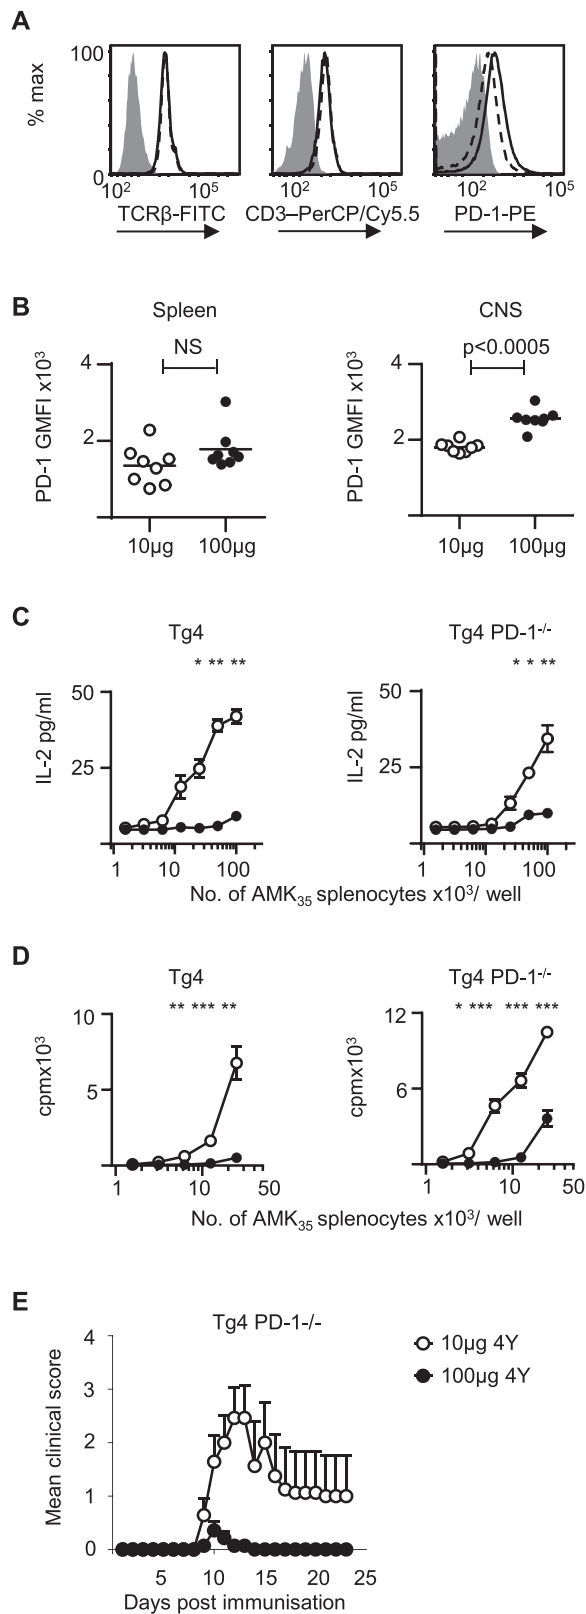 A
100
% max
0
10² 10⁵ 10² 10⁵ 10² 10⁵
TCRβ-FITC CD3–PerCP/Cy5.5 PD-1-PE
B
Spleen CNS
NS p<0.0005
4 4
PD-1 GMFI x10³ PD-1 GMFI x10³
2 2
10µg 100µg 10µg 100µg
C
Tg4 Tg4 PD-1⁻/⁻
* ** ** * * **
50 50
IL-2 pg/ml IL-2 pg/ml
25 25
1 10 100 1 10 100
No. of AMK₃₅ splenocytes x10³/ well
D
Tg4 Tg4 PD-1⁻/⁻
** *** ** * *** *** ***
10 12
cpmx10³ cpmx10³
5 6
1 10 50 1 10 50
No. of AMK₃₅ splenocytes x10³/ well
E
Tg4 PD-1-/-
4
10µg 4Y
3
100µg 4Y
Mean clinical score
2
1
0
5 10 15 20 25
Days post immunisation